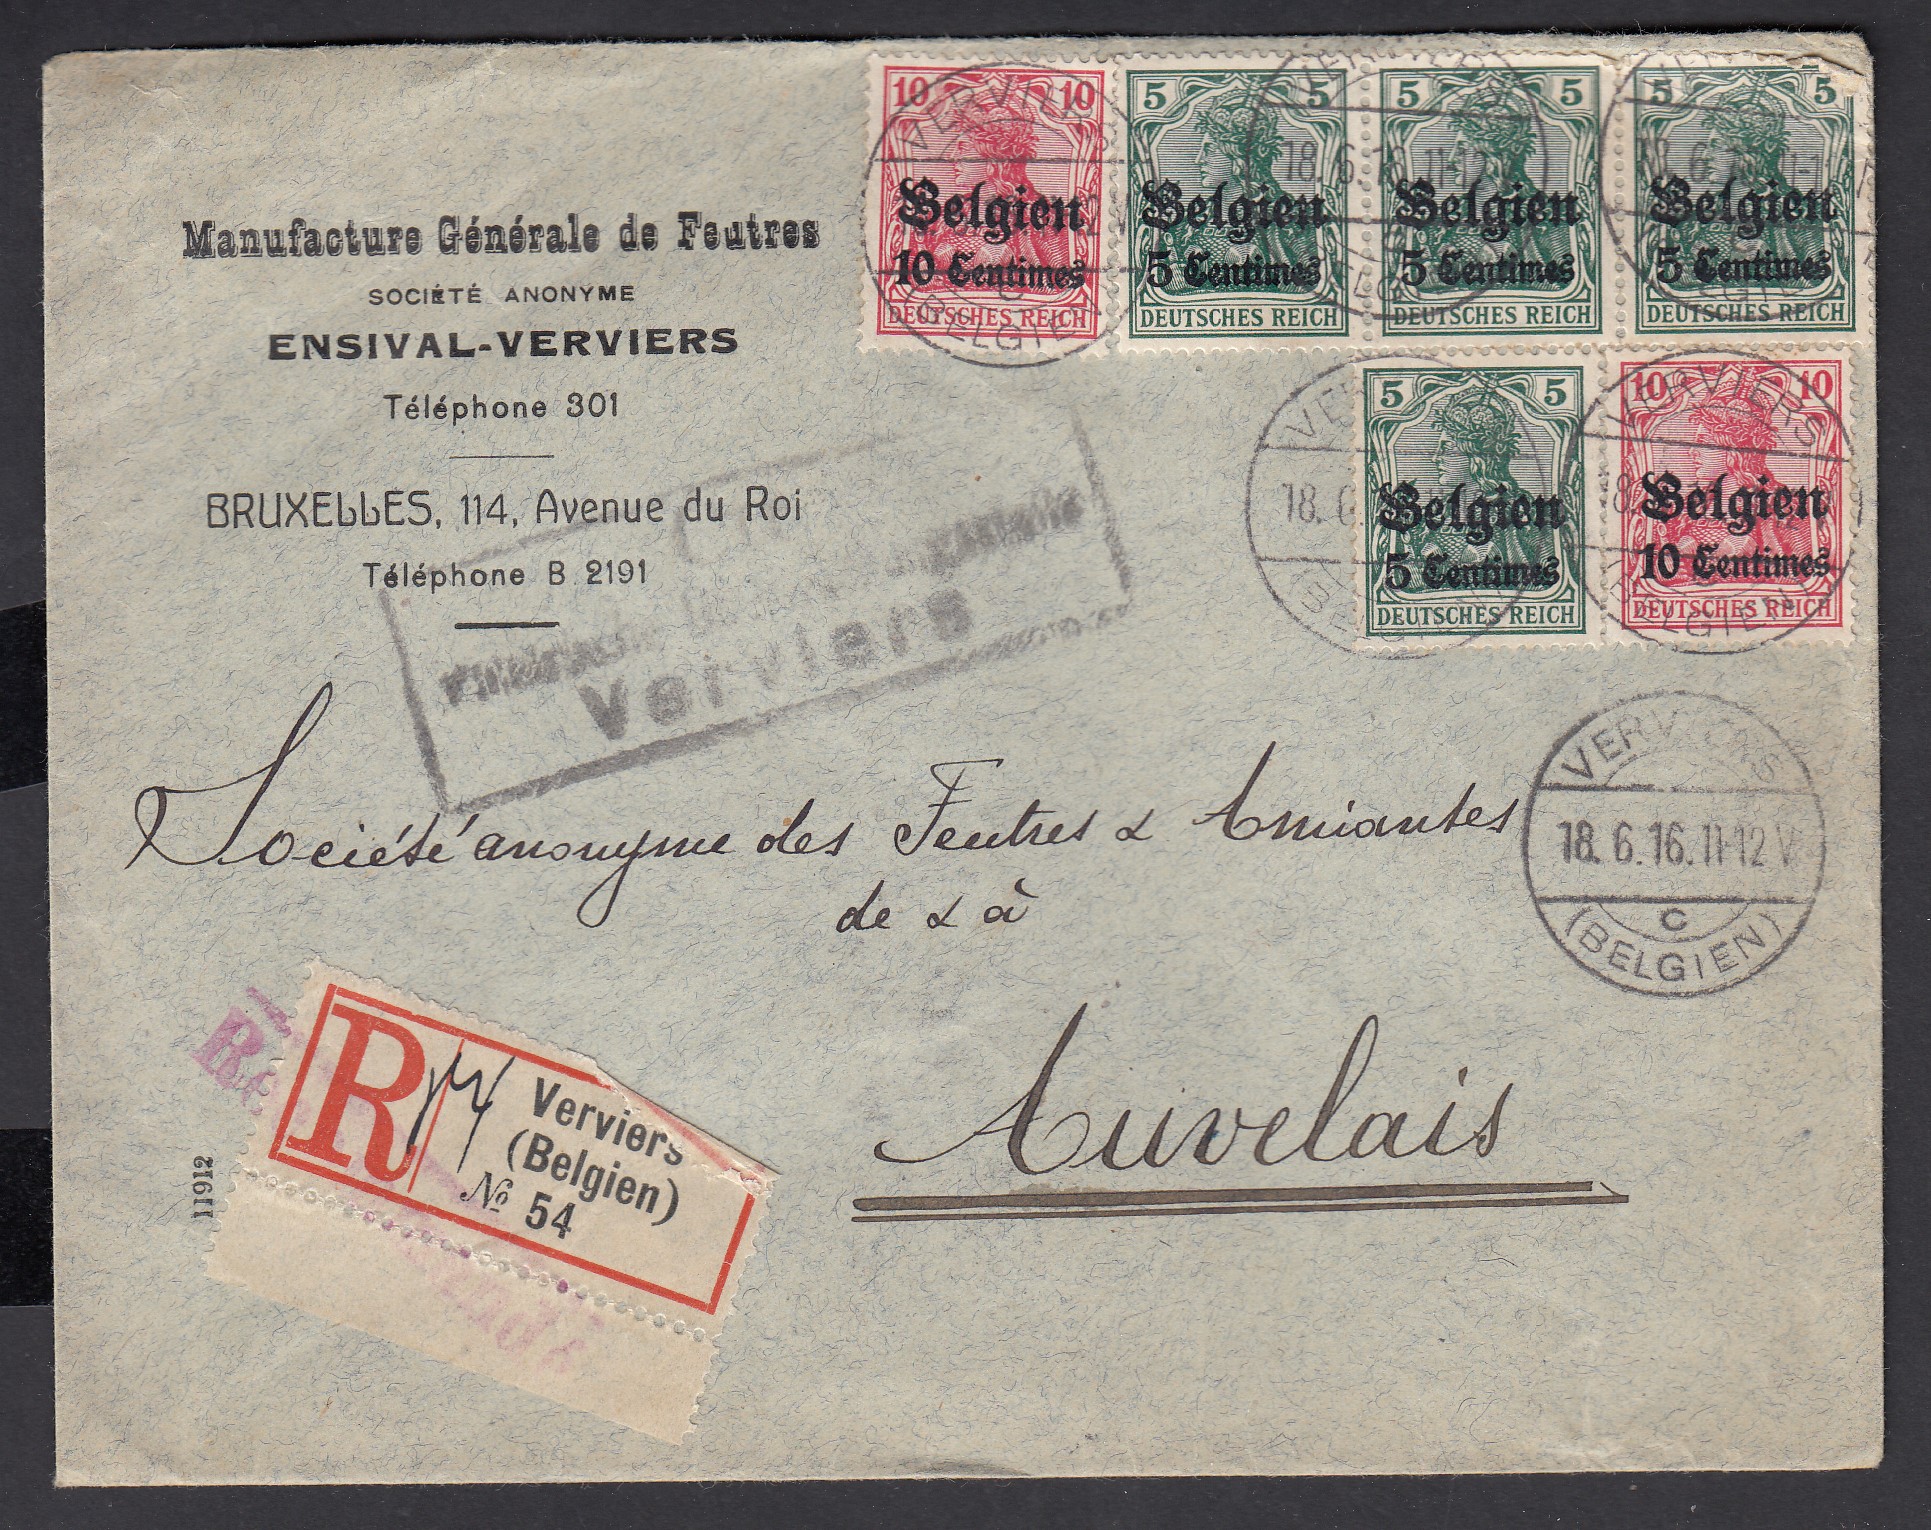 Manufacture Générale de Feutres
SOCIÉTÉ ANONYME
ENSIVAL-VERVIERS
Téléphone 301
BRUXELLES, 114, Avenue du Roi
Téléphone B 2191
10 10
Belgien
10 Centimes
DEUTSCHES REICH
5 5
Belgien
5 Centimes
DEUTSCHES REICH
5 5
Belgien
5 Centimes
DEUTSCHES REICH
5 5
Belgien
5 Centimes
DEUTSCHES REICH
5 5
Belgien
5 Centimes
DEUTSCHES REICH
10 10
Belgien
10 Centimes
DEUTSCHES REICH
Verviers
VERVIERS
18.6.16.11-12 V.
c
(BELGIEN)
Société anonyme des Feutres & Amiantes
de & à
Auvelais
R
Verviers
(Belgien)
№ 54
11912